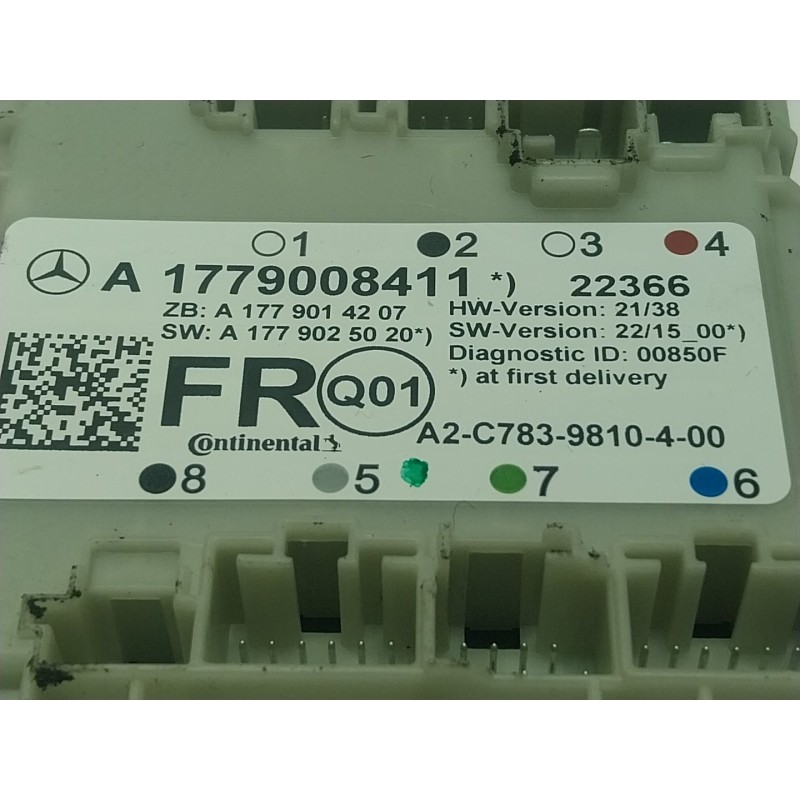 1 2 3 4
A 1779008411 *) 22366
ZB: A 177 901 42 07 HW-Version: 21/38
SW: A 177 902 50 20*) SW-Version: 22/15_00*)
Diagnostic ID: 00850F
FR Q01 *) at first delivery
Continental A2-C783-9810-4-00
8 5 7 6